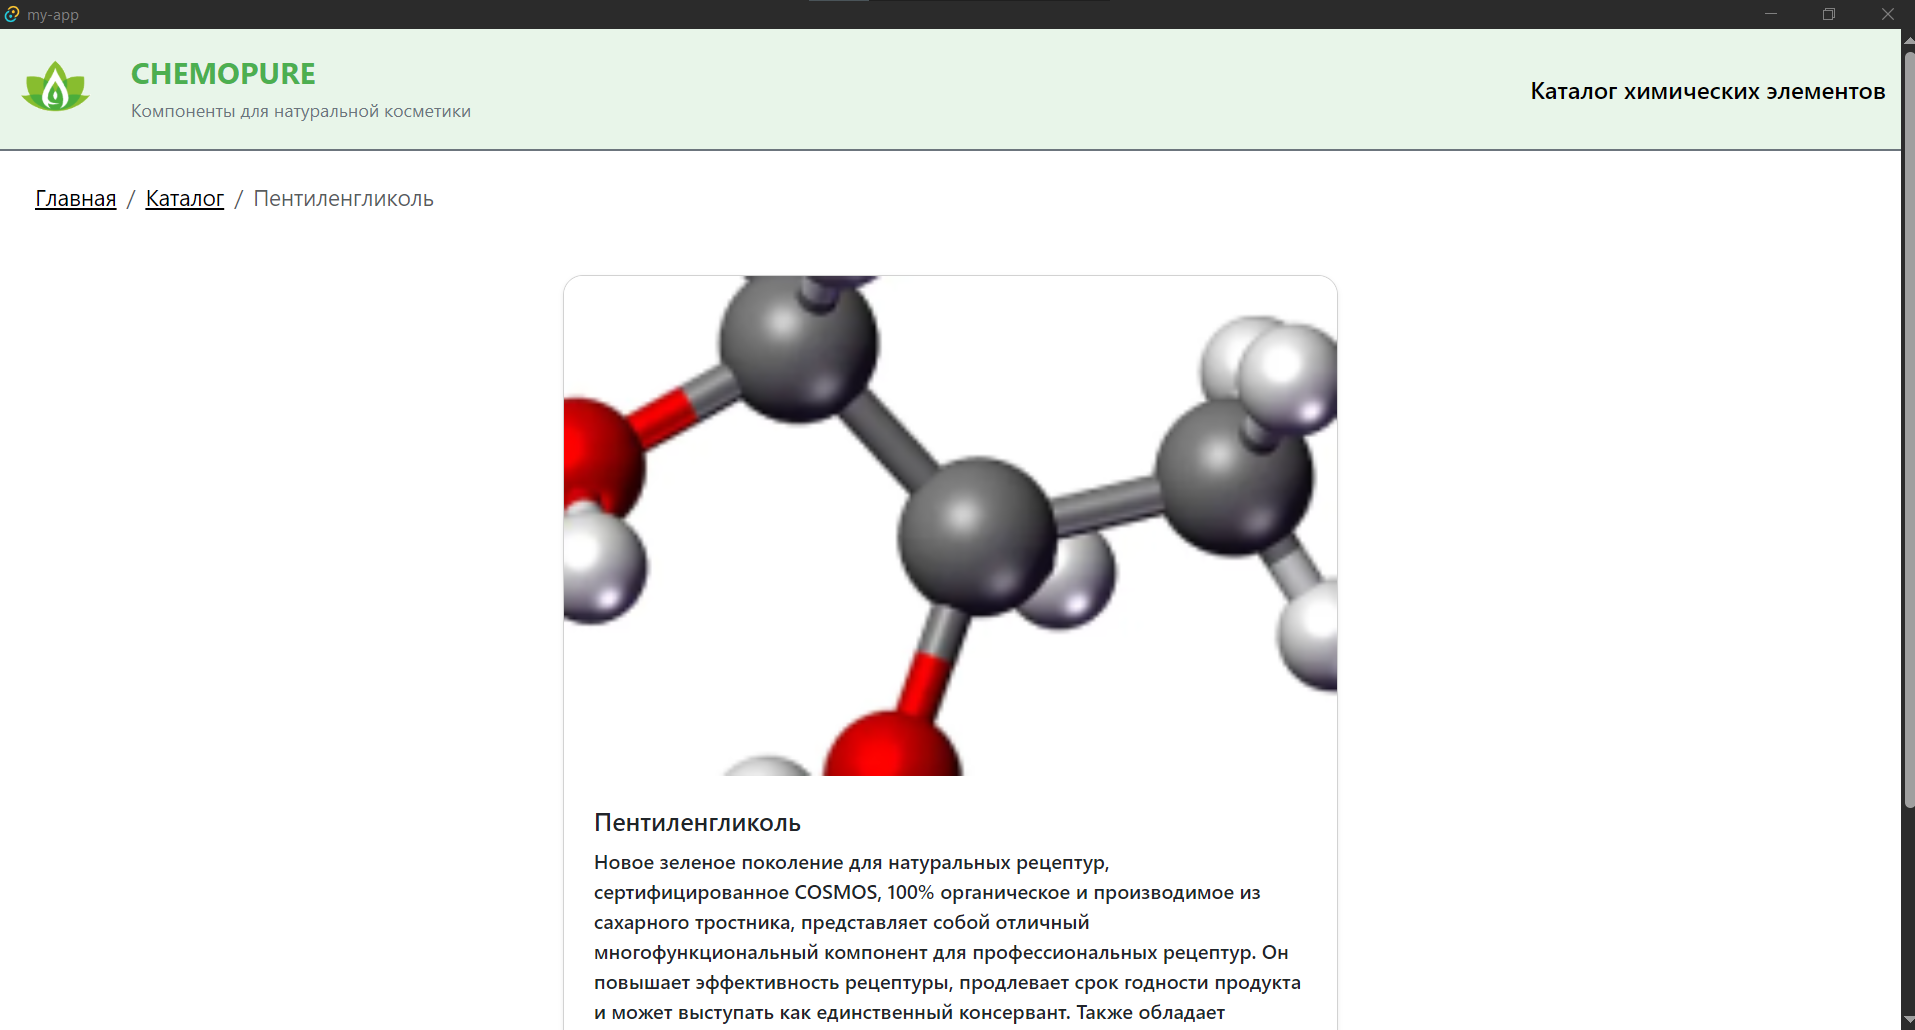 my-app
CHEMOPURE
Компоненты для натуральной косметики
Каталог химических элементов
Главная / Каталог / Пентиленгликоль
Пентиленгликоль
Новое зеленое поколение для натуральных рецептур,
сертифицированное COSMOS, 100% органическое и производимое из
сахарного тростника, представляет собой отличный
многофункциональный компонент для профессиональных рецептур. Он
повышает эффективность рецептуры, продлевает срок годности продукта
и может выступать как единственный консервант. Также обладает